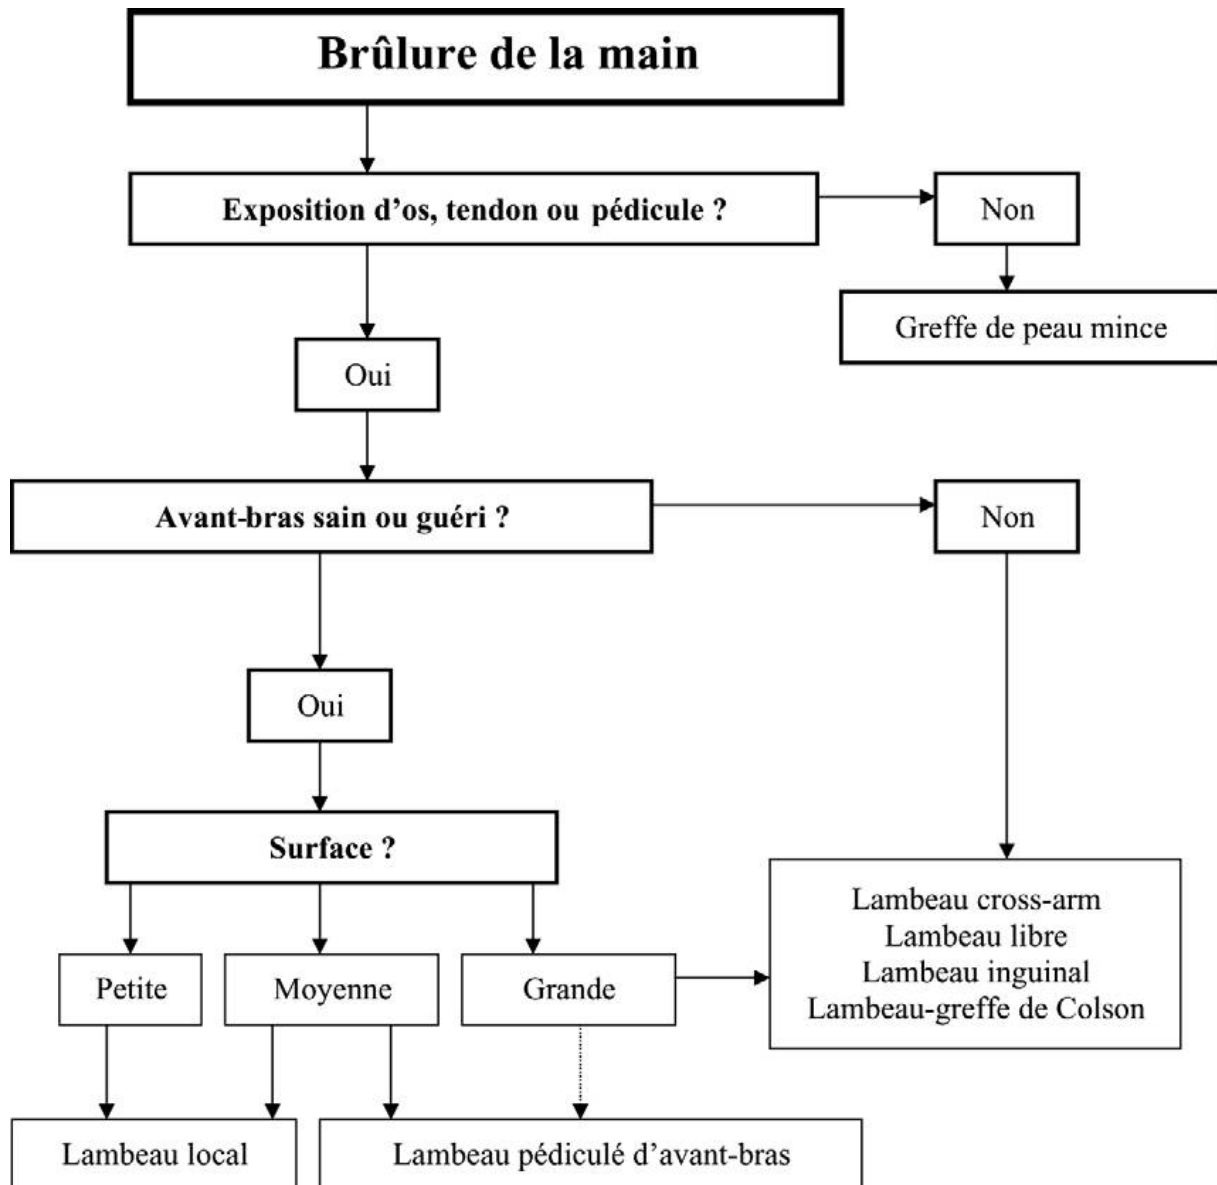 Brûlure de la main
Exposition d’os, tendon ou pédicule ?
Non
Greffe de peau mince
Oui
Avant-bras sain ou guéri ?
Non
Oui
Surface ?
Petite
Moyenne
Grande
Lambeau cross-arm
Lambeau libre
Lambeau inguinal
Lambeau-greffe de Colson
Lambeau local
Lambeau pédiculé d’avant-bras